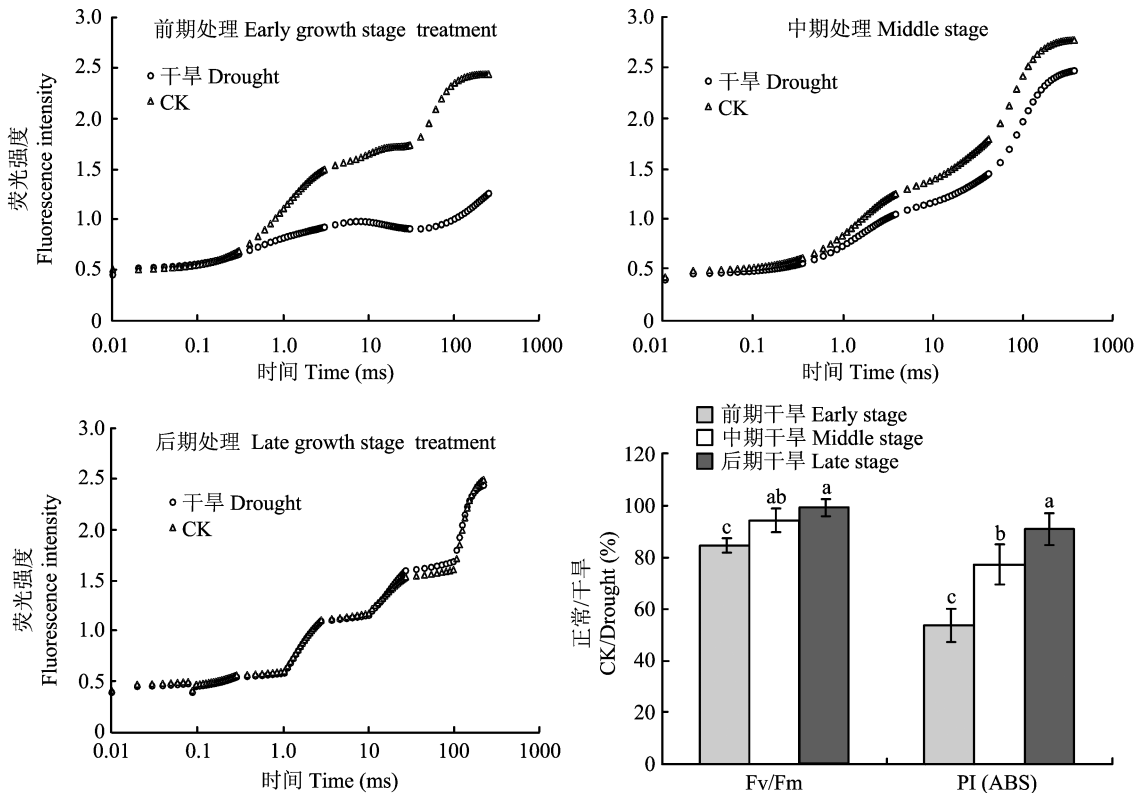 前期处理 Early growth stage treatment
干旱 Drought
CK
3.0
2.5
2.0
1.5
1.0
0.5
0
荧光强度
Fluorescence intensity
0.01 0.1 1.0 10 100 1000
时间 Time (ms)
中期处理 Middle stage
干旱 Drought
CK
3.0
2.5
2.0
1.5
1.0
0.5
0
0.01 0.1 1.0 10 100 1000
时间 Time (ms)
后期处理 Late growth stage treatment
干旱 Drought
CK
3.0
2.5
2.0
1.5
1.0
0.5
0
荧光强度
Fluorescence intensity
0.01 0.1 1.0 10 100 1000
时间 Time (ms)
前期干旱 Early stage
中期干旱 Middle stage
后期干旱 Late stage
120
100
80
60
40
20
0
正常/干旱
CK/Drought (%)
c ab a
c b a
Fv/Fm PI (ABS)